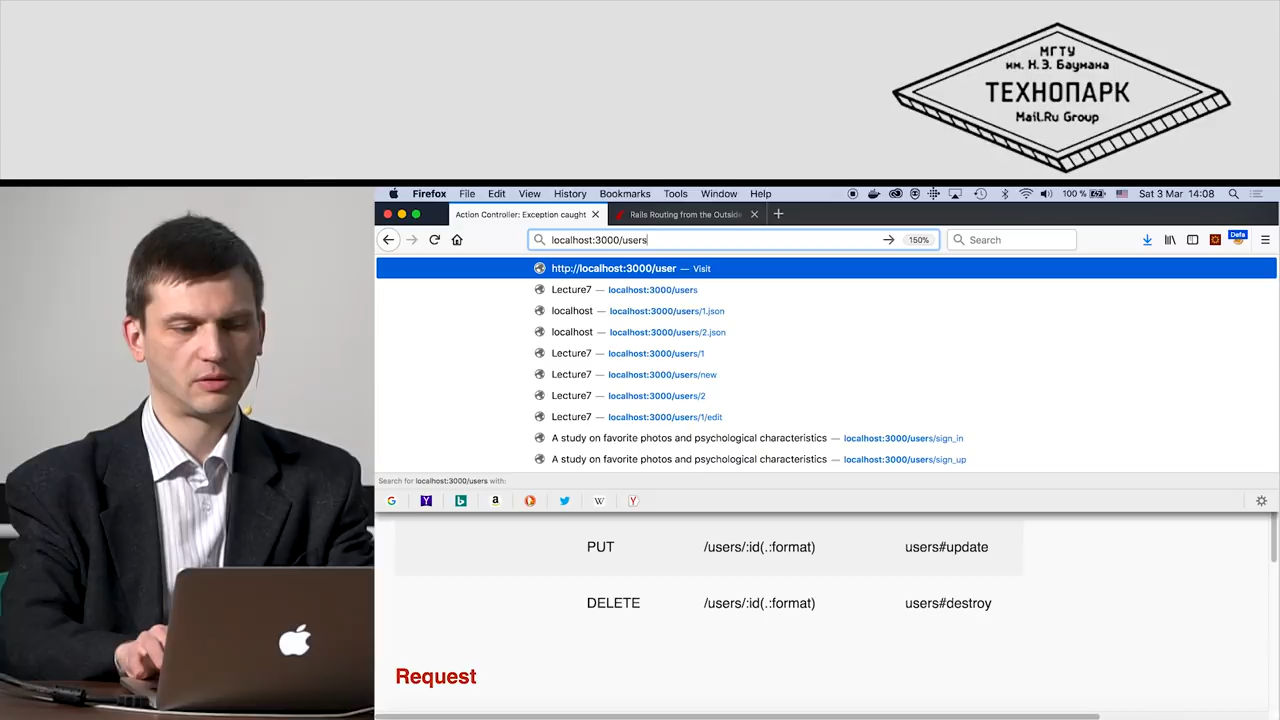 МГТУ
им. Н.Э. Баумана
ТЕХНОПАРК
Mail.Ru Group
Firefox File Edit View History Bookmarks Tools Window Help 100 % Sat 3 Mar 14:08
Action Controller: Exception caught Rails Routing from the Outside
localhost:3000/users 150% Search Defa
http://localhost:3000/user — Visit
Lecture7 — localhost:3000/users
localhost — localhost:3000/users/1.json
localhost — localhost:3000/users/2.json
Lecture7 — localhost:3000/users/1
Lecture7 — localhost:3000/users/new
Lecture7 — localhost:3000/users/2
Lecture7 — localhost:3000/users/1/edit
A study on favorite photos and psychological characteristics — localhost:3000/users/sign_in
A study on favorite photos and psychological characteristics — localhost:3000/users/sign_up
Search for localhost:3000/users with:
PUT /users/:id(.:format) users#update
DELETE /users/:id(.:format) users#destroy
Request